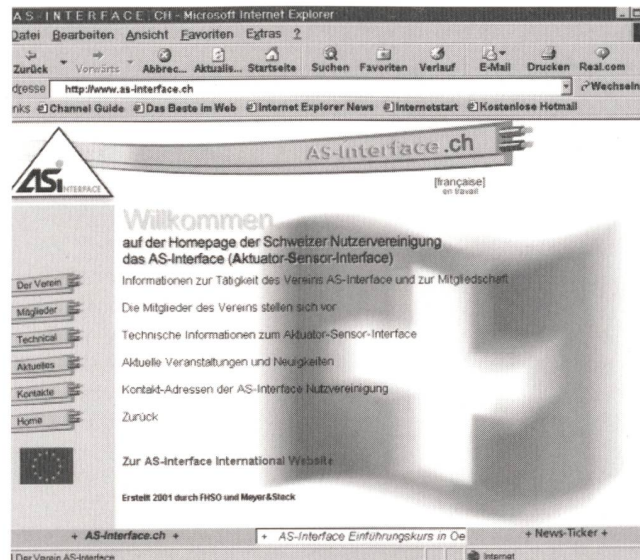 AS-INTERFACE.CH - Microsoft Internet Explorer
Datei Bearbeiten Ansicht Favoriten Extras ?
Zurück Vorwärts Abbrec... Aktualis... Startseite Suchen Favoriten Verlauf E-Mail Drucken Real.com
dresse http://www.as-interface.ch Wechseln
nks Channel Guide Das Beste im Web Internet Explorer News Internetstart Kostenlose Hotmail
AS-Interface.ch
ASi INTERFACE
[française]
en travail
Willkommen
auf der Homepage der Schweizer Nutzervereinigung
das AS-Interface (Aktuator-Sensor-Interface)
Der Verein
Informationen zur Tätigkeit des Vereins AS-Interface und zur Mitgliedschaft
Mitglieder
Die Mitglieder des Vereins stellen sich vor
Technical
Technische Informationen zum Aktuator-Sensor-Interface
Aktuelles
Aktuelle Veranstaltungen und Neuigkeiten
Kontakte
Kontakt-Adressen der AS-Interface Nutzvereinigung
Home
Zurück
Zur AS-Interface International Website
Erstellt 2001 durch FHSO und Meyer&Stack
+ AS-Interface.ch +
+ AS-Interface Einführungskurs in Oe
+ News-Ticker +
Der Verein AS-Interface
Internet